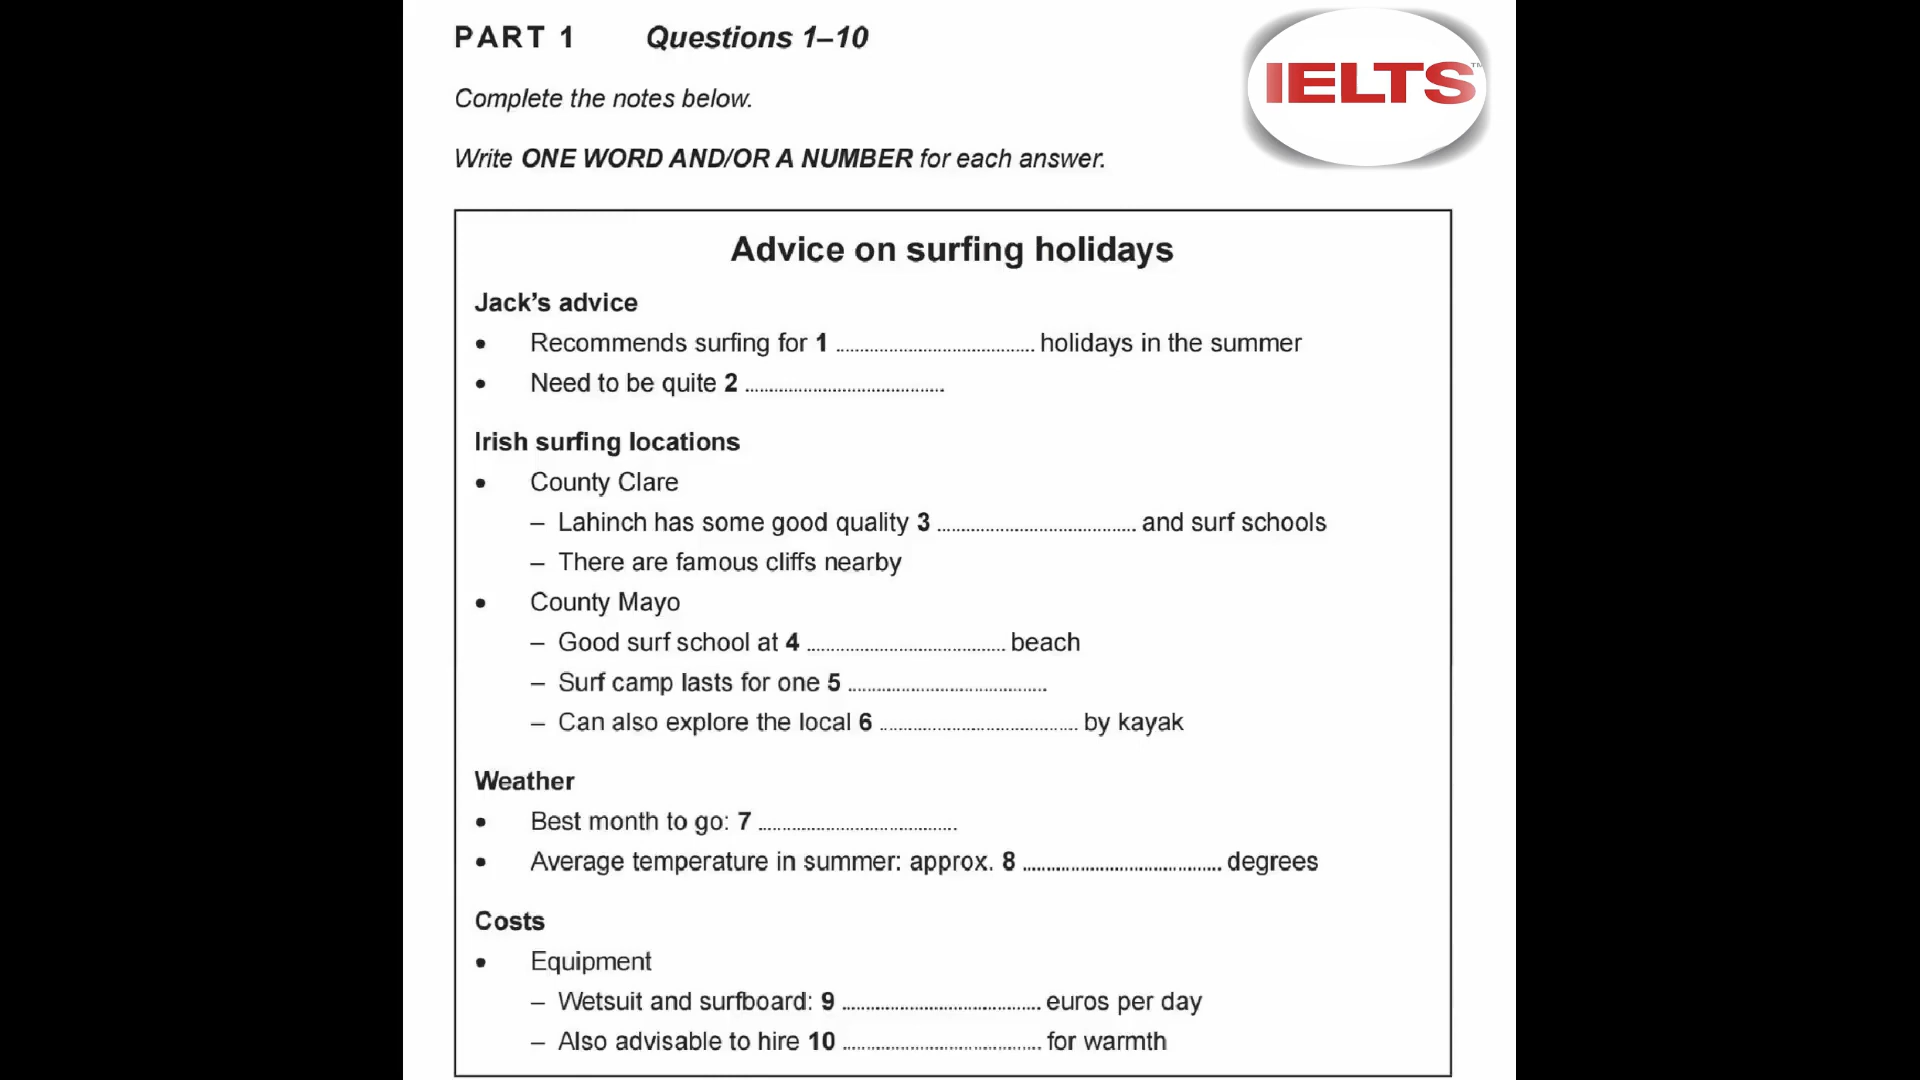 PART 1 Questions 1–10
IELTS™
Complete the notes below.
Write ONE WORD AND/OR A NUMBER for each answer.
Advice on surfing holidays
Jack's advice
• Recommends surfing for 1 .................................. holidays in the summer
• Need to be quite 2 ..................................
Irish surfing locations
• County Clare
– Lahinch has some good quality 3 .................................. and surf schools
– There are famous cliffs nearby
• County Mayo
– Good surf school at 4 .................................. beach
– Surf camp lasts for one 5 ..................................
– Can also explore the local 6 .................................. by kayak
Weather
• Best month to go: 7 ..................................
• Average temperature in summer: approx. 8 .................................. degrees
Costs
• Equipment
– Wetsuit and surfboard: 9 .................................. euros per day
– Also advisable to hire 10 .................................. for warmth